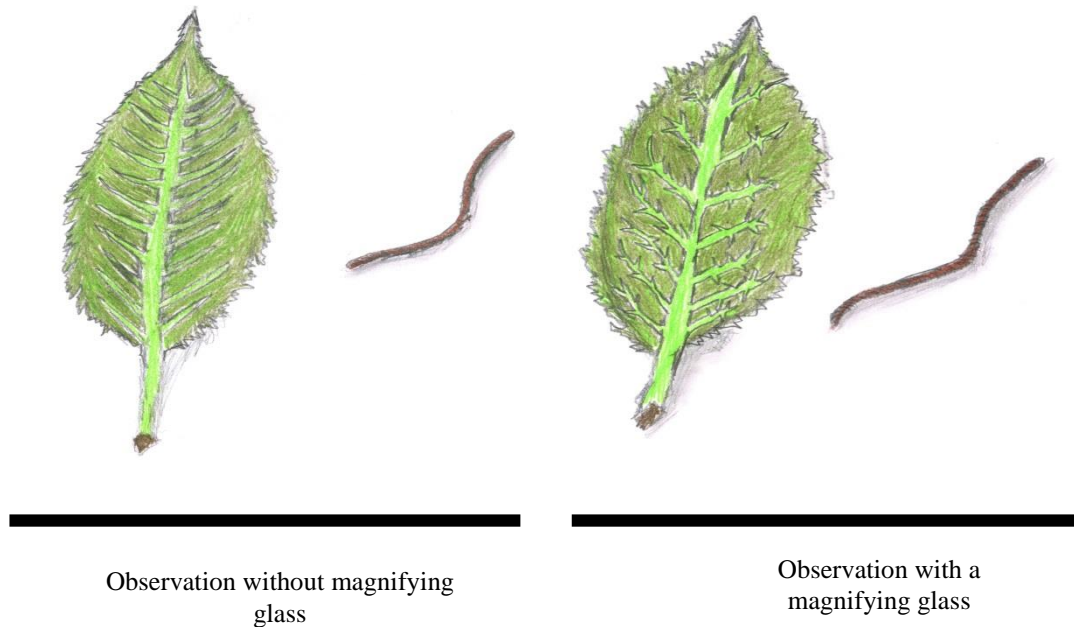 Observation without magnifying
glass
Observation with a
magnifying glass